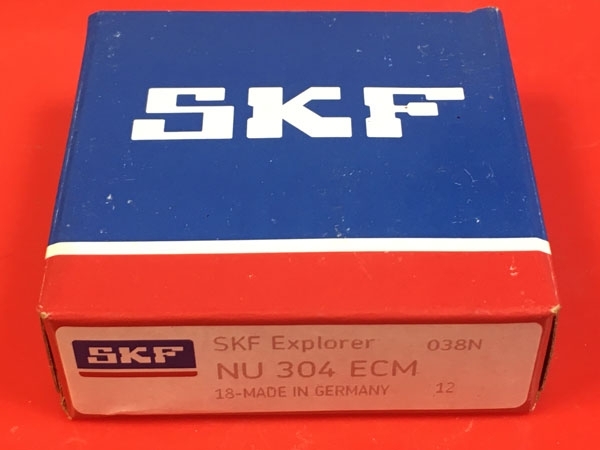 SKF
SKF
SKF Explorer 038N
NU 304 ECM
18-MADE IN GERMANY 12